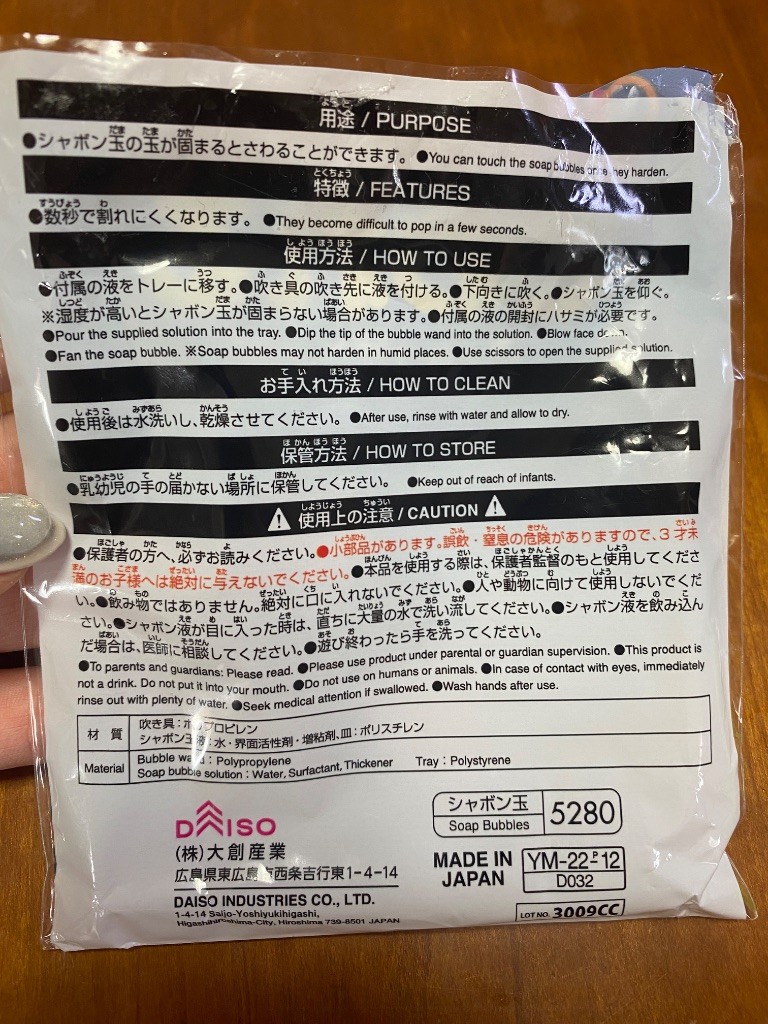 用途 / PURPOSE
●シャボン玉の玉が固まるとさわることができます。 ●You can touch the soap bubbles once they harden.
特徴 / FEATURES
●数秒で割れにくくなります。 ●They become difficult to pop in a few seconds.
使用方法 / HOW TO USE
●付属の液をトレーに移す。●吹き具の吹き先に液を付ける。●下向きに吹く。●シャボン玉を仰ぐ。
※湿度が高いとシャボン玉が固まらない場合があります。●付属の液の開封にハサミが必要です。
●Pour the supplied solution into the tray. ●Dip the tip of the bubble wand into the solution. ●Blow face down.
●Fan the soap bubble. ※Soap bubbles may not harden in humid places. ●Use scissors to open the supplied solution.
お手入れ方法 / HOW TO CLEAN
●使用後は水洗いし、乾燥させてください。 ●After use, rinse with water and allow to dry.
保管方法 / HOW TO STORE
●乳幼児の手の届かない場所に保管してください。 ●Keep out of reach of infants.
使用上の注意 / CAUTION
●保護者の方へ、必ずお読みください。●小部品があります。誤飲・窒息の危険がありますので、3才未
満のお子様へは絶対に与えないでください。●本品を使用する際は、保護者監督のもと使用してくださ
い。●飲み物ではありません。絶対に口に入れないでください。●人や動物に向けて使用しないでくだ
さい。●シャボン液が目に入った時は、直ちに大量の水で洗い流してください。●シャボン液を飲み込ん
だ場合は、医師に相談してください。●遊び終わったら手を洗ってください。
●To parents and guardians: Please read. ●Please use product under parental or guardian supervision. ●This product is
not a drink. Do not put it into your mouth. ●Do not use on humans or animals. ●In case of contact with eyes, immediately
rinse out with plenty of water. ●Seek medical attention if swallowed. ●Wash hands after use.
材質 吹き具：ポリプロピレン
シャボン玉液：水・界面活性剤・増粘剤、皿：ポリスチレン
Material Bubble wand : Polypropylene Tray : Polystyrene
Soap bubble solution : Water, Surfactant, Thickener
DAISO
(株)大創産業
広島県東広島市西条吉行東1-4-14
DAISO INDUSTRIES CO., LTD.
1-4-14 Saijo-Yoshiyukihigashi,
Higashihiroshima-City, Hiroshima 739-8501 JAPAN
シャボン玉 5280
Soap Bubbles
MADE IN JAPAN
YM-22-P-12
D032
LOT NO. 3009CC